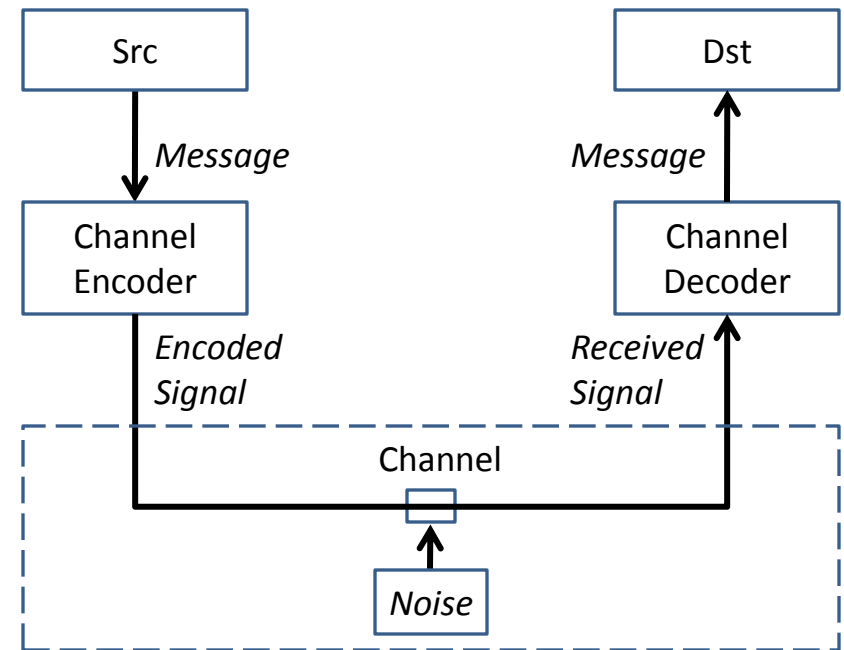 Src
Dst
Message
Message
Channel
Encoder
Channel
Decoder
Encoded
Signal
Received
Signal
Channel
Noise